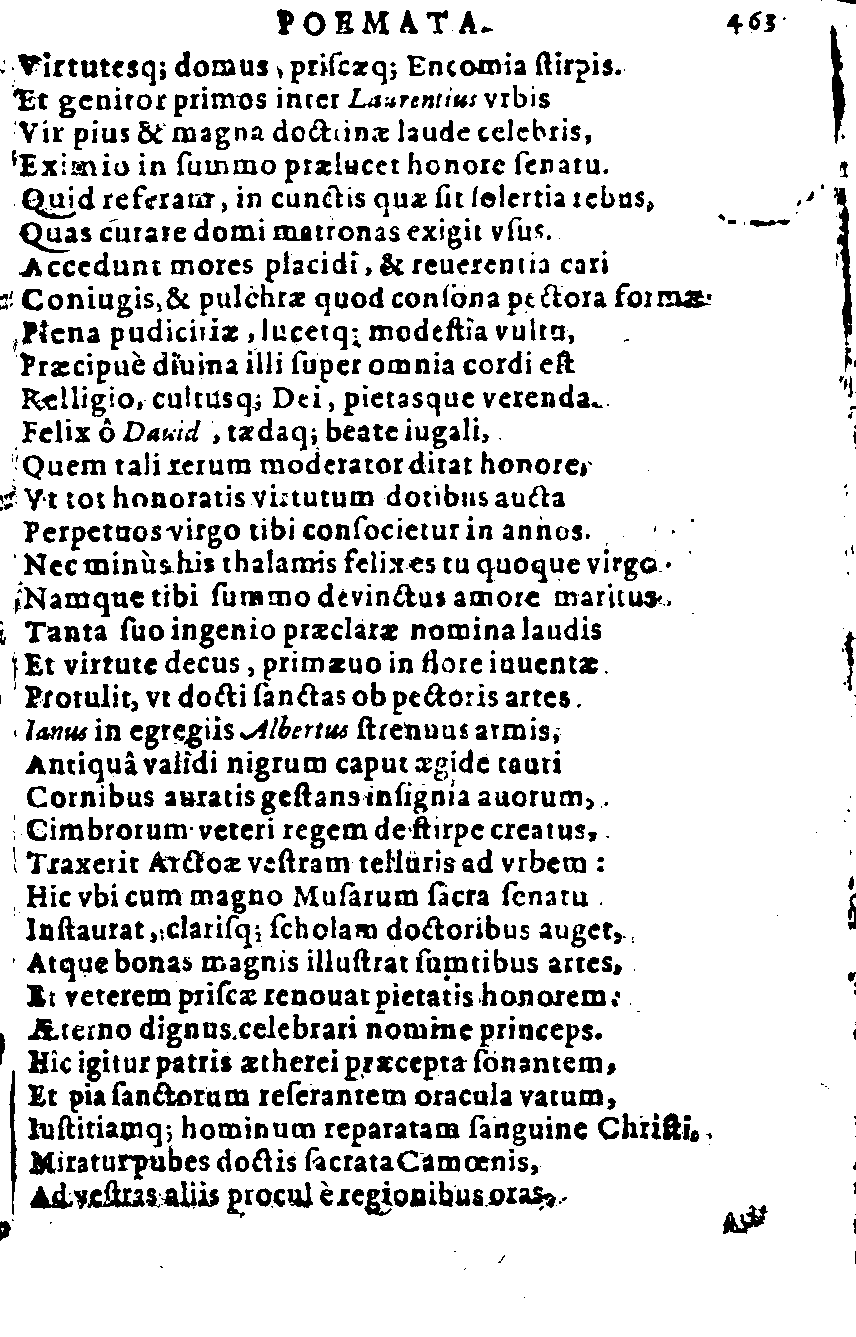 POEMATA. 463
Virtutesq; domus, priſcæq; Encomia ſtirpis.
Et genitor primos inter Laurentius vrbis
Vir pius & magna doctrinæ laude celebris,
Eximio in ſummo prælucet honore ſenatu.
Quid referam, in cunctis quæ ſit ſolertia rebus,
Quas curare domi matronas exigit vſus.
Accedunt mores placidi, & reuerentia cari
Coniugis, & pulchræ quod conſona pectora formæ
Plena pudicitiæ, lucetq; modeſtia vultu,
Præcipuè diuina illi ſuper omnia cordi eſt
Relligio, cultusq; Dei, pietasque verenda.
Felix ô Dauid, tædaq; beate iugali,
Quem tali rerum moderator ditat honore,
Vt tot honoratis virtutum dotibus aucta
Perpetuos virgo tibi conſocietur in annos.
Nec minùs his thalamis felix es tu quoque virgo.
Namque tibi ſummo devinctus amore maritus.
Tanta ſuo ingenio præclaræ nomina laudis
Et virtute decus, primæuo in flore iuuentæ.
Protulit, vt docti ſanctas ob pectoris artes.
Ianus in egregiis Albertus ſtrenuus armis,
Antiquâ validi nigrum caput ægide tauri
Cornibus auratis geſtans inſignia auorum,
Cimbrorum veteri regem de ſtirpe creatus,
Traxerit Arctoæ veſtram telluris ad vrbem:
Hic vbi cum magno Muſarum ſacra ſenatu
Inſtaurat, clariſq; ſcholam doctoribus auget,
Atque bonas magnis illuſtrat ſumtibus artes,
Et veterem priſcæ renouat pietatis honorem:
Æterno dignus celebrari nomine princeps.
Hic igitur patris ætherei præcepta ſonantem,
Et pia ſanctorum referantem oracula vatum,
Iuſtitiamq; hominum reparatam ſanguine Chriſti,
Miratur pubes doctis ſacrata Camœnis,
Ad veſtras aliis procul è regionibus oras,